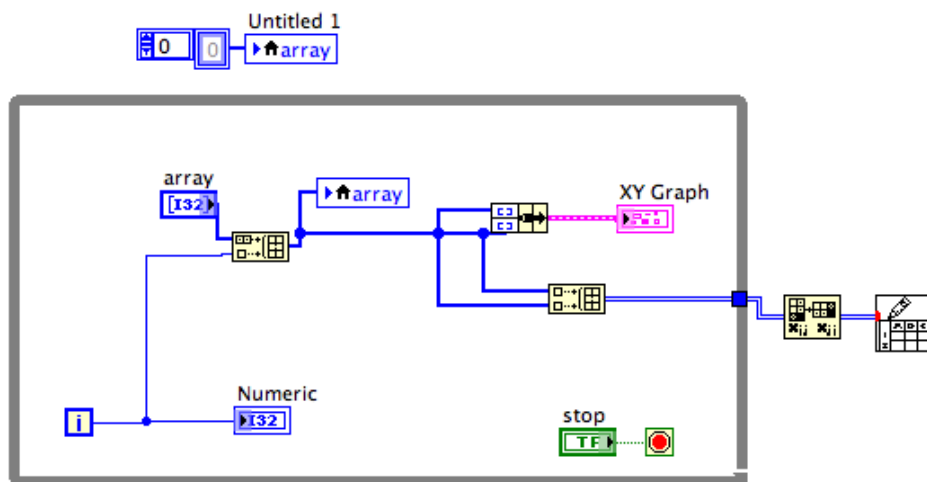 Untitled 1
0
0
array
array
[I32]
array
XY Graph
Numeric
i
I32
stop
TF